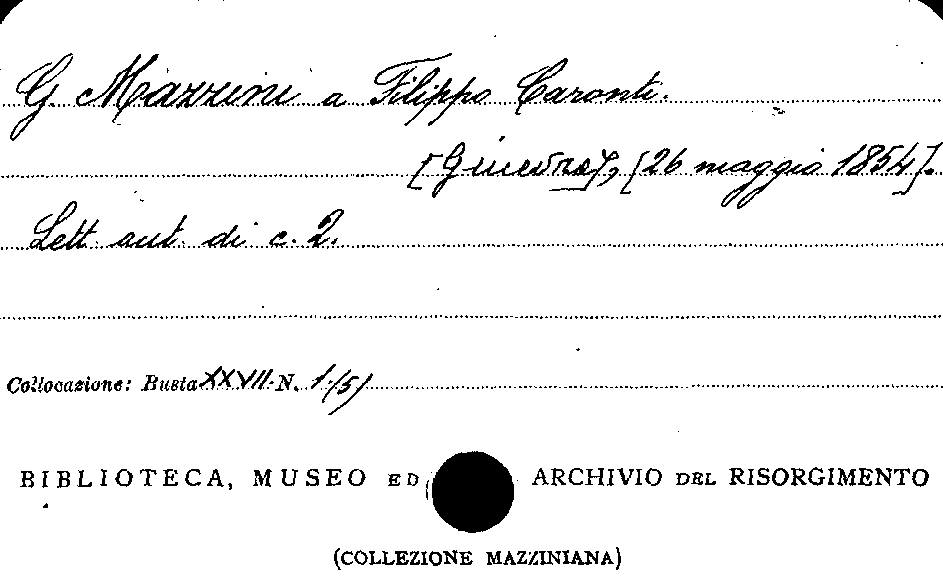 G. Mazzini a Filippo Caronti.
[Ginevra], [26 maggio 1854].
Lett. aut. di c. 2.
Collocazione: Busta XXVII N. 1(5)
BIBLIOTECA, MUSEO ED ARCHIVIO DEL RISORGIMENTO
(COLLEZIONE MAZZINIANA)